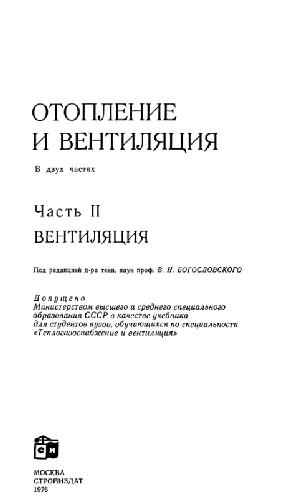 ОТОПЛЕНИЕ
И ВЕНТИЛЯЦИЯ
В двух частях
Часть II
ВЕНТИЛЯЦИЯ
Под редакцией д-ра техн. наук проф. В. Н. БОГОСЛОВСКОГО
Допущено
Министерством высшего и среднего специального
образования СССР в качестве учебника
для студентов вузов, обучающихся по специальности
«Теплогазоснабжение и вентиляция»
С И
МОСКВА
СТРОЙИЗДАТ
1976